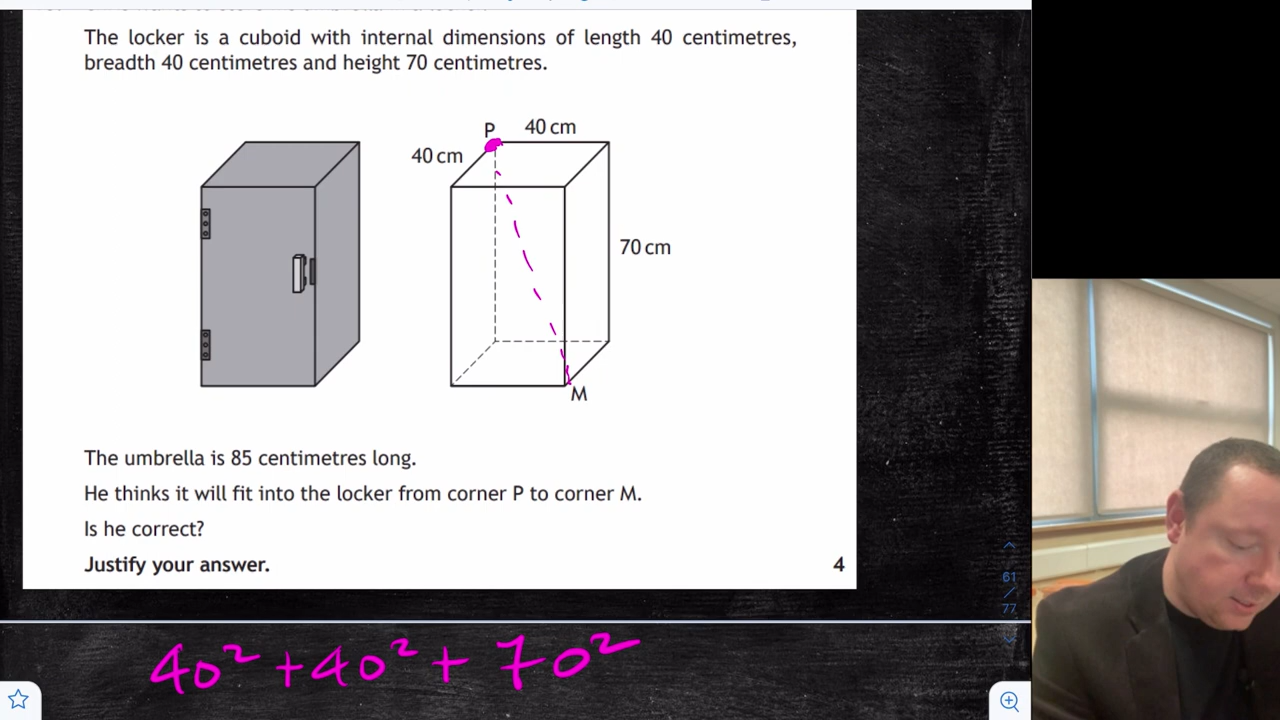 The locker is a cuboid with internal dimensions of length 40 centimetres,
breadth 40 centimetres and height 70 centimetres.
P
40 cm
40 cm
70 cm
M
The umbrella is 85 centimetres long.
He thinks it will fit into the locker from corner P to corner M.
Is he correct?
Justify your answer.
4
61
/
77
40² + 40² + 70²